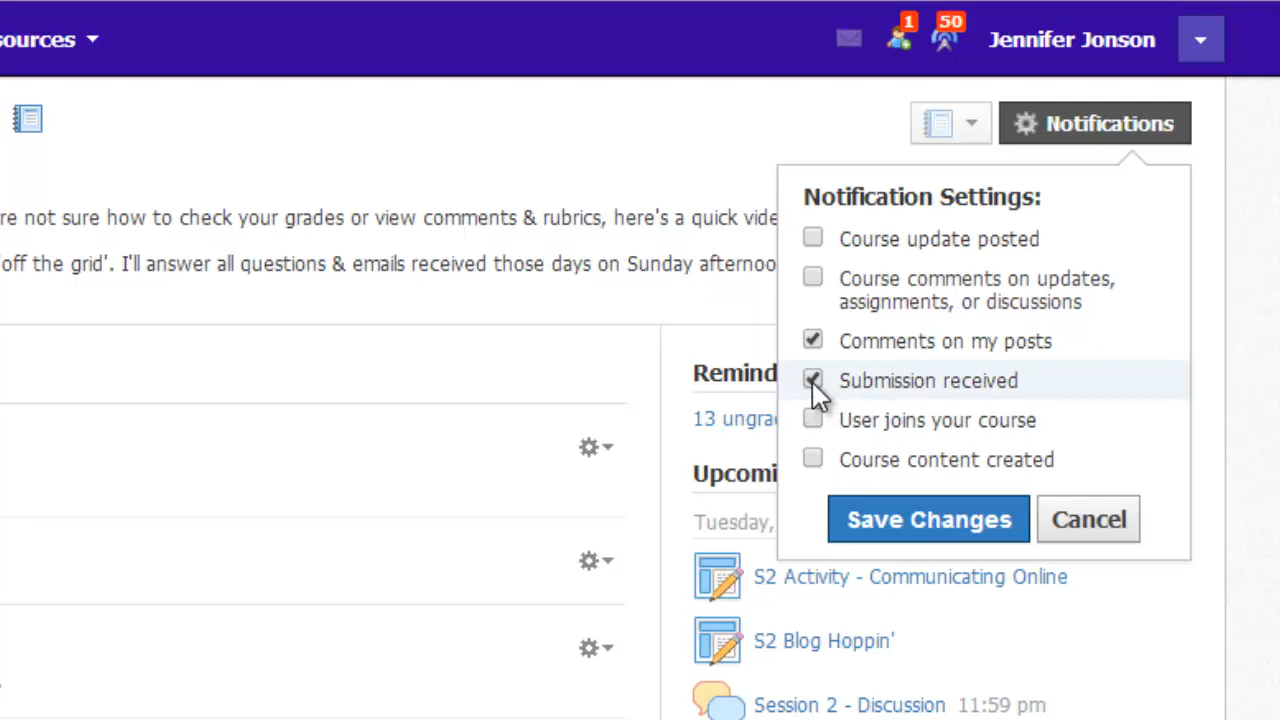 sources
1
50
Jennifer Jonson
Notifications
re not sure how to check your grades or view comments & rubrics, here's a quick vide
'off the grid'. I'll answer all questions & emails received those days on Sunday afternoo
Notification Settings:
Course update posted
Course comments on updates,
assignments, or discussions
Comments on my posts
Submission received
User joins your course
Course content created
Save Changes
Cancel
Remind
13 ungra
Upcomi
Tuesday,
S2 Activity - Communicating Online
S2 Blog Hoppin'
Session 2 - Discussion 11:59 pm